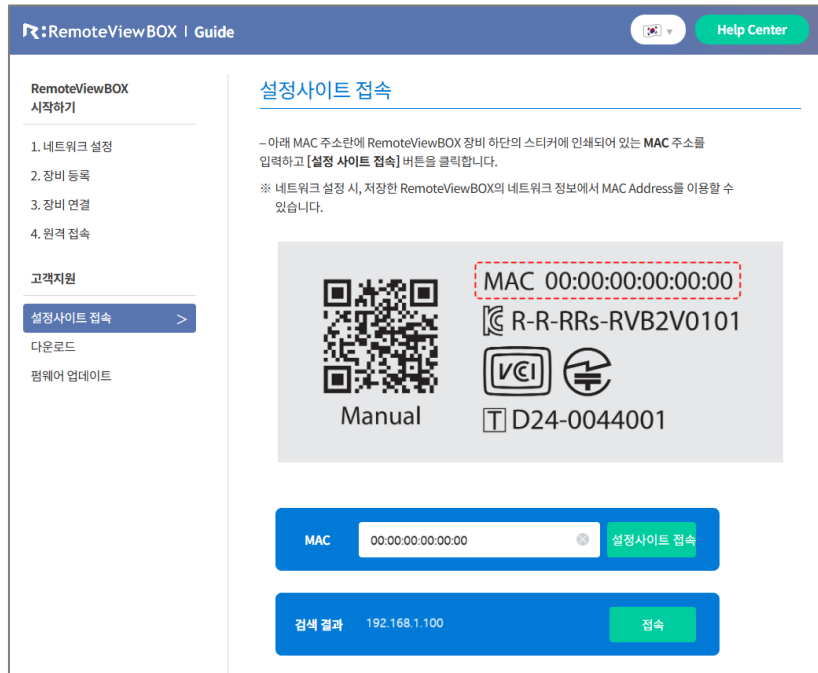 R:RemoteViewBOX | Guide
Help Center
RemoteViewBOX
시작하기
1. 네트워크 설정
2. 장비 등록
3. 장비 연결
4. 원격 접속
고객지원
설정사이트 접속 >
다운로드
펌웨어 업데이트
설정사이트 접속
– 아래 MAC 주소란에 RemoteViewBOX 장비 하단의 스티커에 인쇄되어 있는 MAC 주소를
입력하고 [설정 사이트 접속] 버튼을 클릭합니다.
※ 네트워크 설정 시, 저장한 RemoteViewBOX의 네트워크 정보에서 MAC Address를 이용할 수
있습니다.
MAC 00:00:00:00:00:00
R-R-RRs-RVB2V0101
VCI
Manual
T D24-0044001
MAC 00:00:00:00:00:00 설정사이트 접속
검색 결과 192.168.1.100 접속